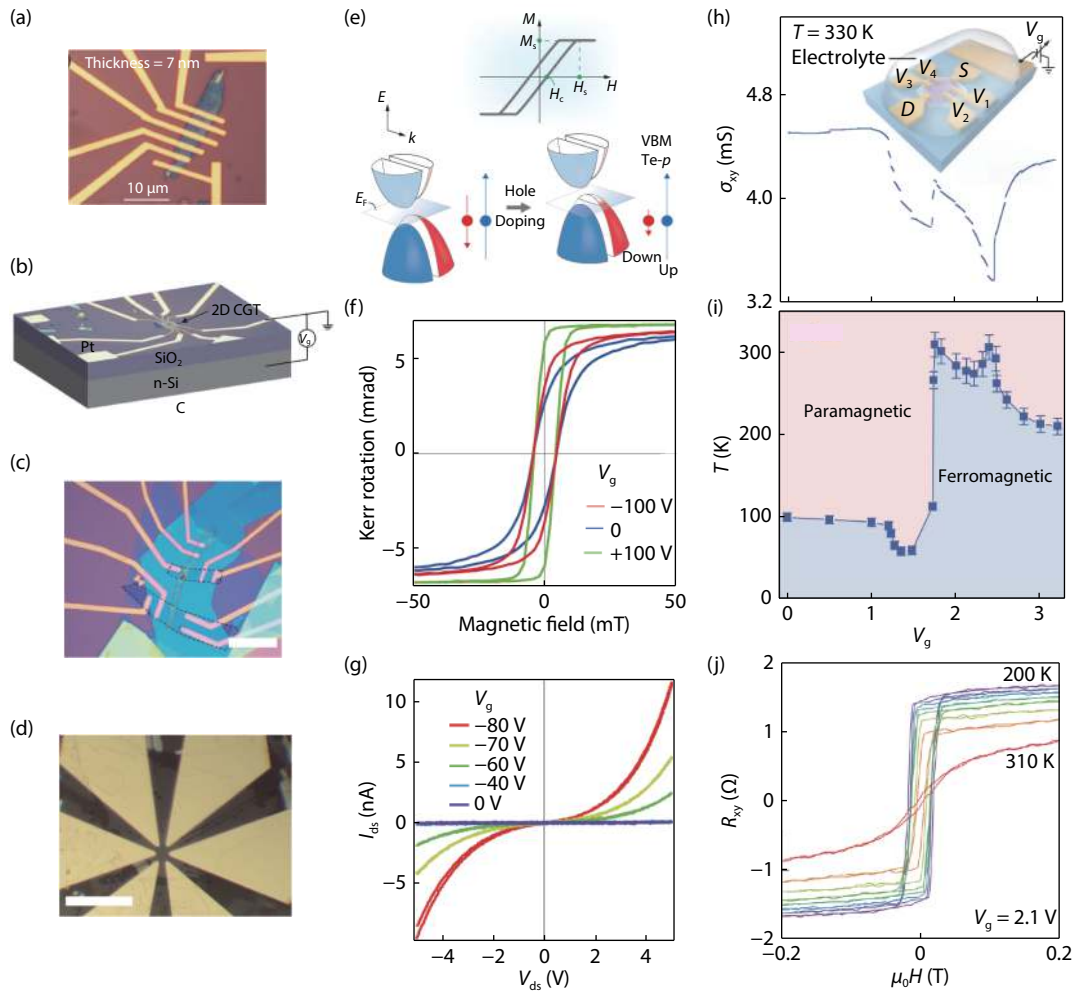 (a)
Thickness = 7 nm
10 μm
(b)
2D CGT
Pt
SiO₂
n-Si
C
Vg
(c)
(d)
(e)
M
Ms
Hc
Hs
H
E
k
EF
Hole
Doping
VBM
Te-p
Down
Up
(f)
Kerr rotation (mrad)
5
0
−5
Vg
−100 V
0
+100 V
−50
0
50
Magnetic field (mT)
(g)
Ids (nA)
10
5
0
−5
Vg
−80 V
−70 V
−60 V
−40 V
0 V
−4
−2
0
2
4
Vds (V)
(h)
T = 330 K
Electrolyte
Vg
V3
V4
S
V1
V2
D
σxy (mS)
4.8
4.0
3.2
(i)
T (K)
300
200
100
0
Paramagnetic
Ferromagnetic
0
1
2
3
Vg
(j)
Rxy (Ω)
2
1
0
−1
−2
200 K
310 K
Vg = 2.1 V
−0.2
0
0.2
μ0H (T)